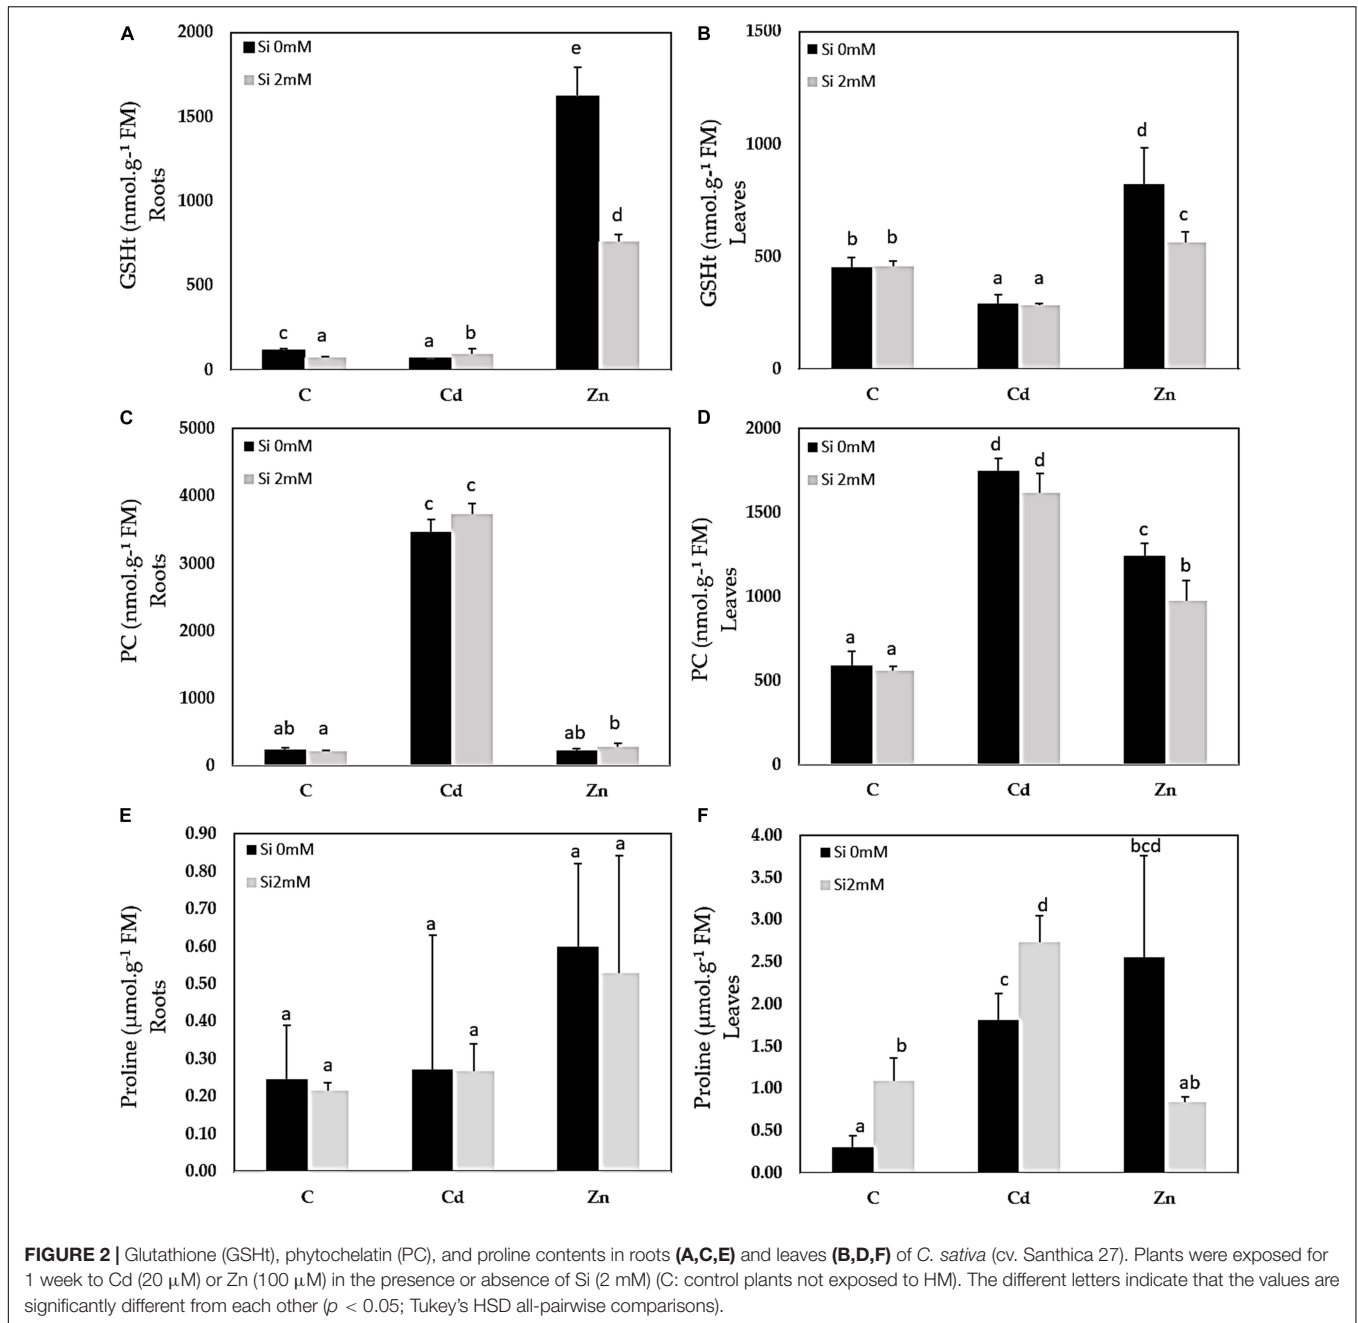 A
2000
1500
1000
500
0
GSHt (nmol.g-¹ FM)
Roots
Si 0mM
Si 2mM
c
a
a
b
e
d
C
Cd
Zn
B
1500
1000
500
0
GSHt (nmol.g-¹ FM)
Leaves
Si 0mM
Si 2mM
b
b
a
a
d
c
C
Cd
Zn
C
5000
4000
3000
2000
1000
0
PC (nmol.g-¹ FM)
Roots
Si 0mM
Si 2mM
ab
a
c
c
ab
b
C
Cd
Zn
D
2000
1500
1000
500
0
PC (nmol.g-¹ FM)
Leaves
Si 0mM
Si 2mM
a
a
d
d
c
b
C
Cd
Zn
E
0.90
0.80
0.70
0.60
0.50
0.40
0.30
0.20
0.10
0.00
Proline (µmol.g-¹ FM)
Roots
Si 0mM
Si2mM
a
a
a
a
a
a
C
Cd
Zn
F
4.00
3.50
3.00
2.50
2.00
1.50
1.00
0.50
0.00
Proline (µmol.g-¹ FM)
Leaves
Si 0mM
Si2mM
a
b
c
d
bcd
ab
C
Cd
Zn
FIGURE 2 | Glutathione (GSHt), phytochelatin (PC), and proline contents in roots (A,C,E) and leaves (B,D,F) of C. sativa (cv. Santhica 27). Plants were exposed for
1 week to Cd (20 µM) or Zn (100 µM) in the presence or absence of Si (2 mM) (C: control plants not exposed to HM). The different letters indicate that the values are
significantly different from each other (p < 0.05; Tukey's HSD all-pairwise comparisons).